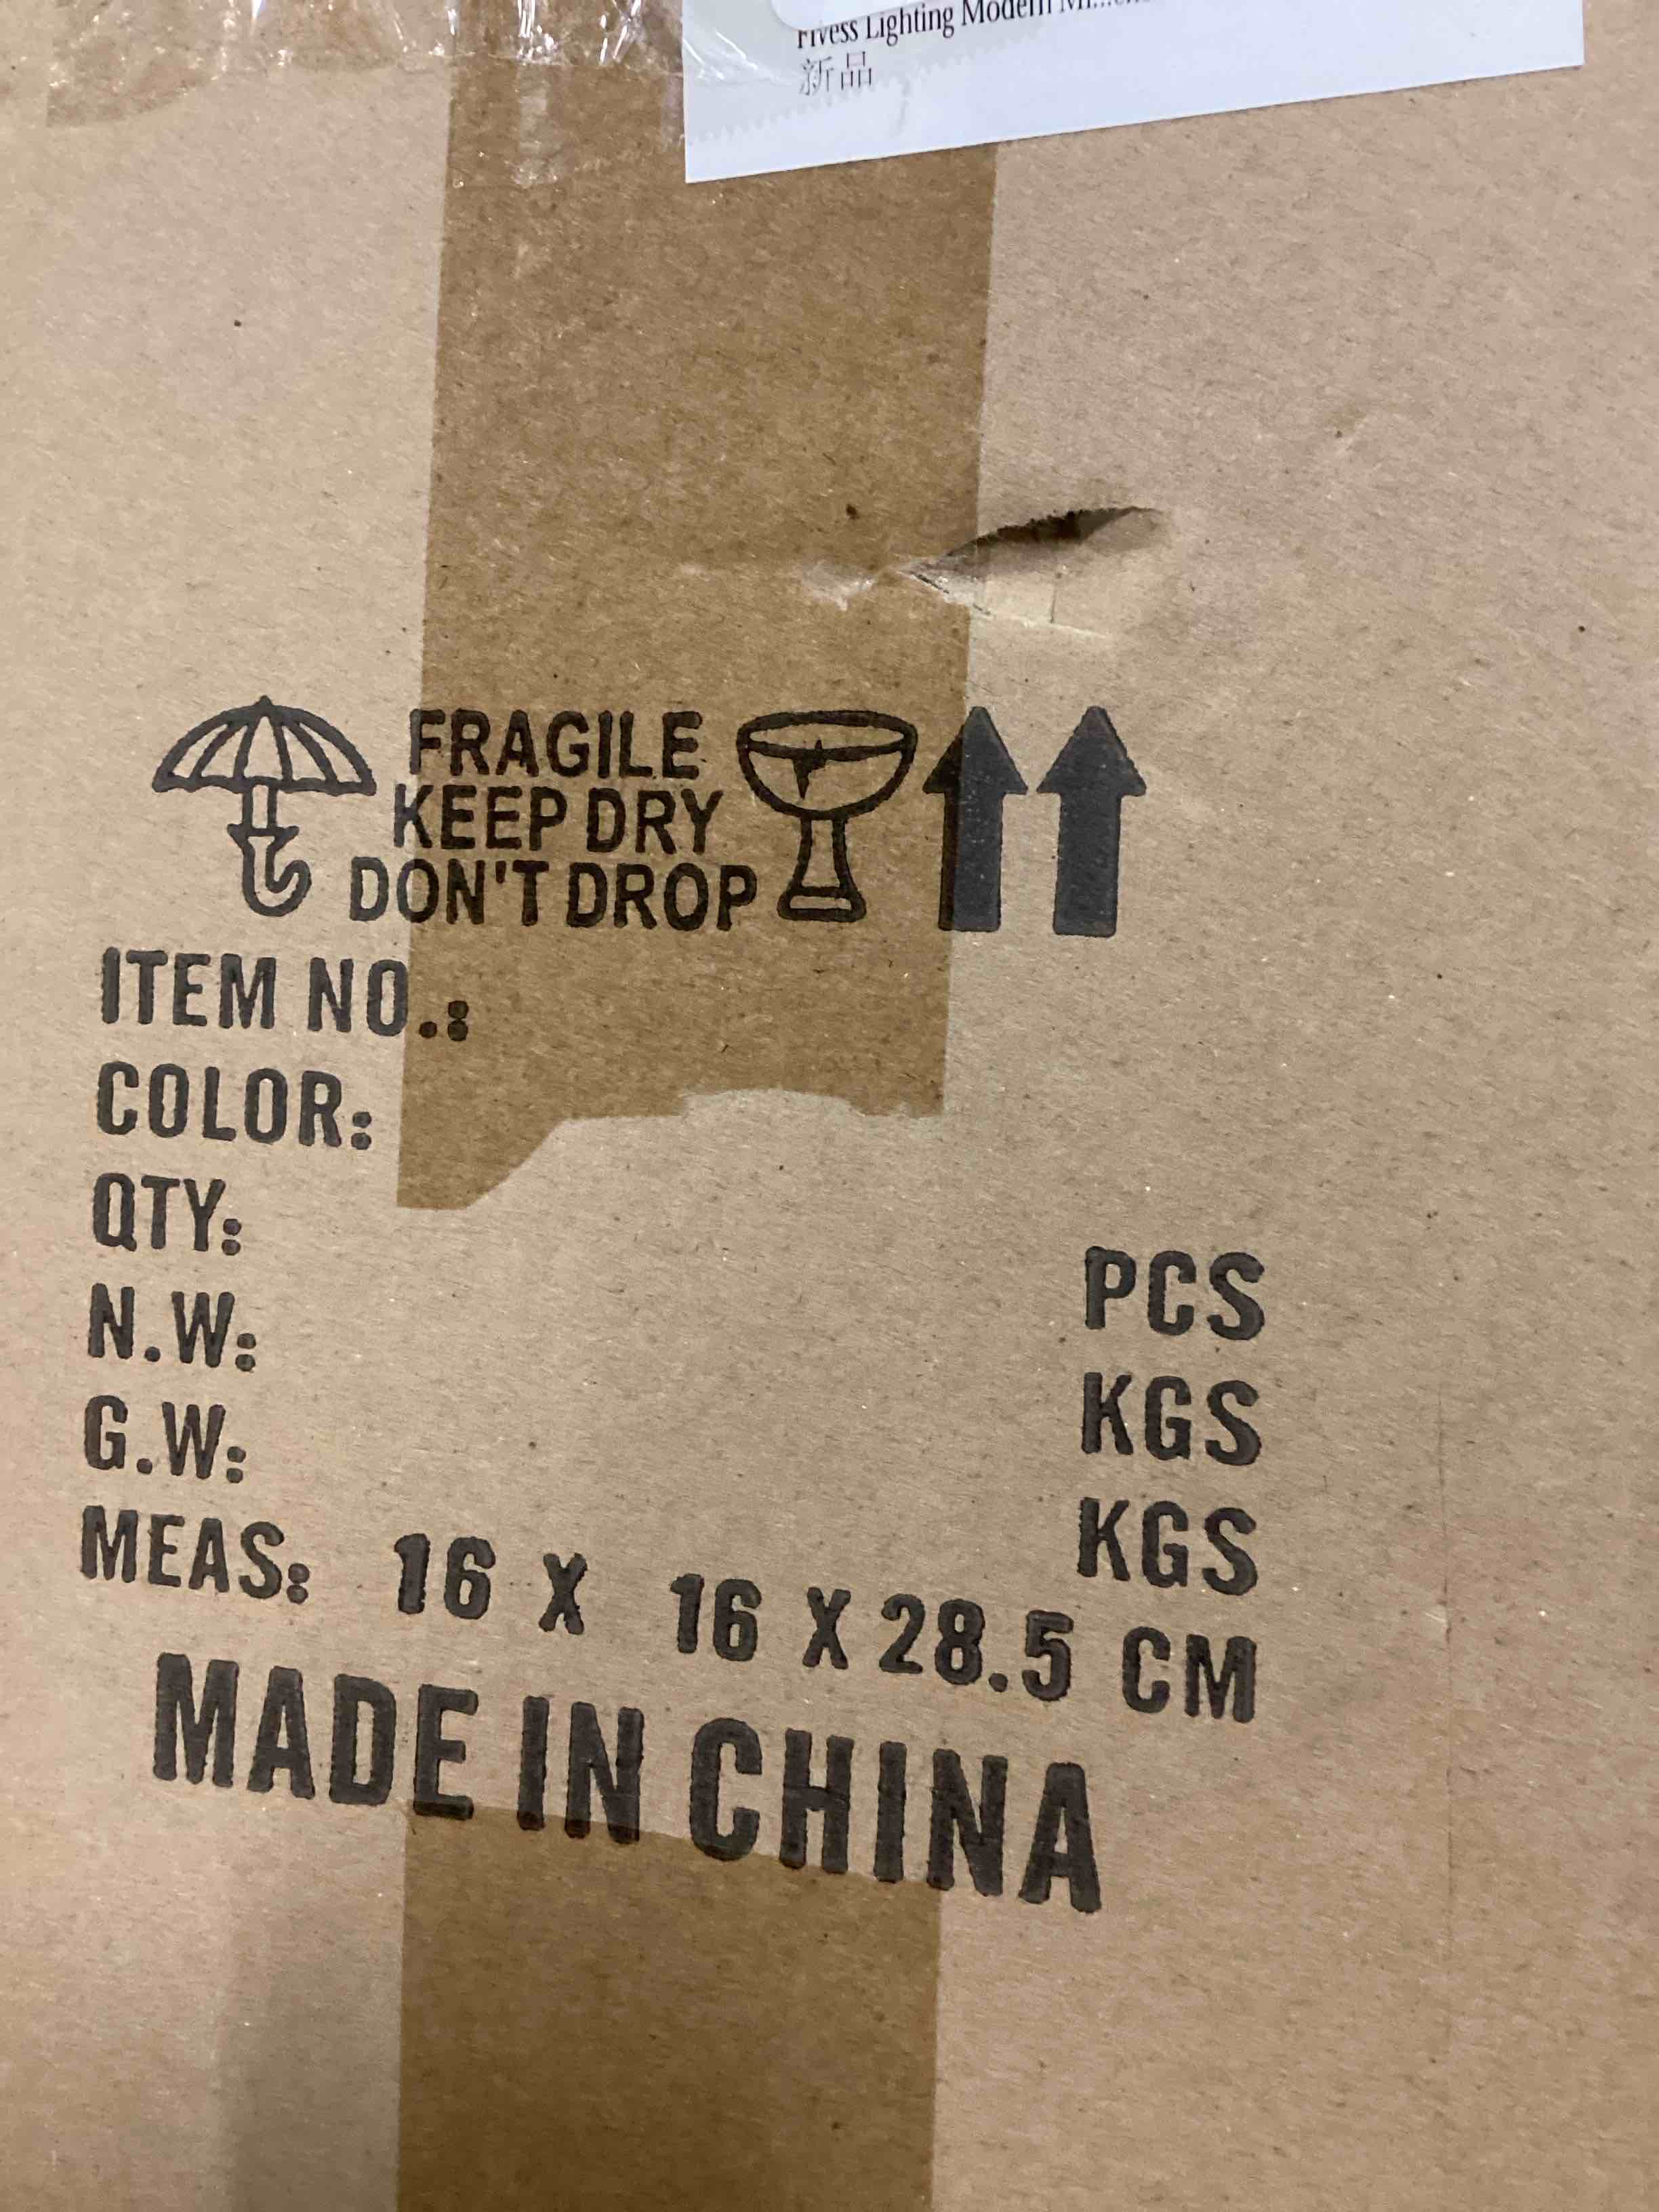 Fivess Lighting Modern
新品
FRAGILE
KEEP DRY
DON'T DROP
ITEM NO.:
COLOR:
QTY: PCS
N.W: KGS
G.W: KGS
MEAS: 16 X 16 X 28.5 CM
MADE IN CHINA